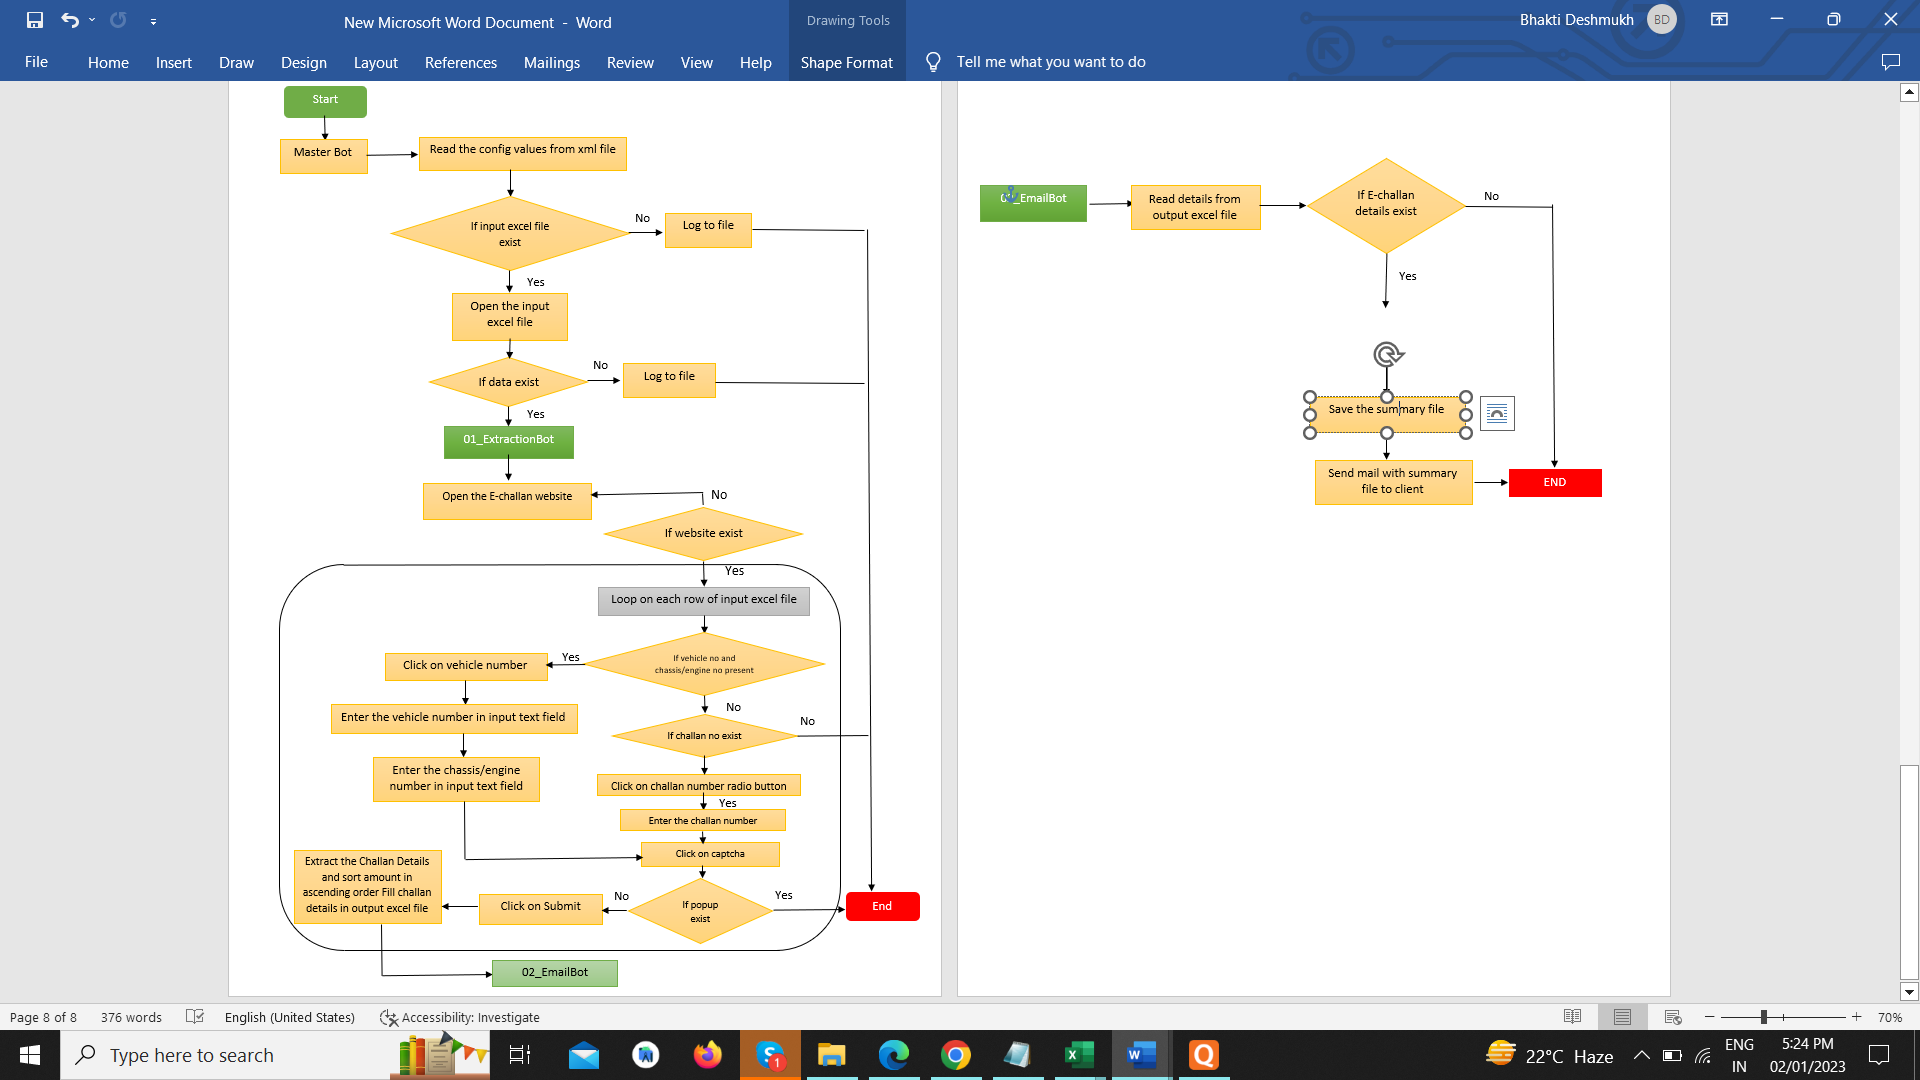 New Microsoft Word Document - Word
Drawing Tools
Bhakti Deshmukh
BD
File
Home
Insert
Draw
Design
Layout
References
Mailings
Review
View
Help
Shape Format
Tell me what you want to do
Start
Master Bot
Read the config values from xml file
If input excel file
exist
No
Log to file
Yes
Open the input
excel file
If data exist
No
Log to file
Yes
01_ExtractionBot
Open the E-challan website
No
If website exist
Yes
Loop on each row of input excel file
If vehicle no and
chassis/engine no present
Yes
Click on vehicle number
Enter the vehicle number in input text field
Enter the chassis/engine
number in input text field
No
If challan no exist
No
Click on challan number radio button
Yes
Enter the challan number
Click on captcha
If popup
exist
Yes
End
No
Click on Submit
Extract the Challan Details
and sort amount in
ascending order Fill challan
details in output excel file
02_EmailBot
_EmailBot
Read details from
output excel file
If E-challan
details exist
No
Yes
Save the summary file
Send mail with summary
file to client
END
Page 8 of 8
376 words
English (United States)
Accessibility: Investigate
70%
Type here to search
1
22°C Haze
ENG
IN
5:24 PM
02/01/2023